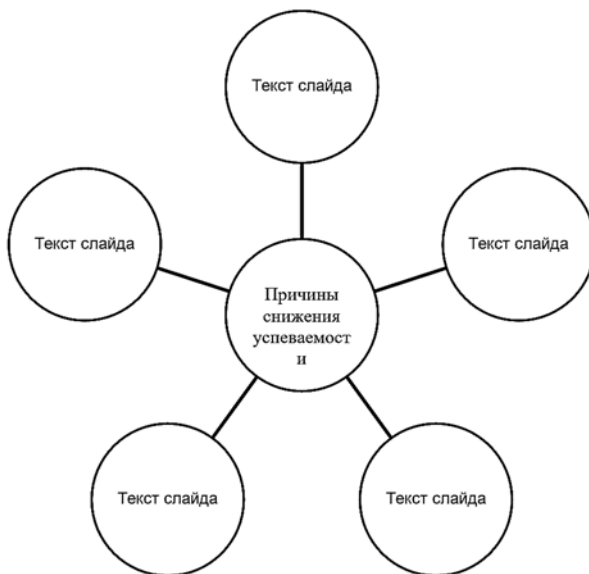 Текст слайда
Текст слайда
Текст слайда
Причины
снижения
успеваемост
и
Текст слайда
Текст слайда